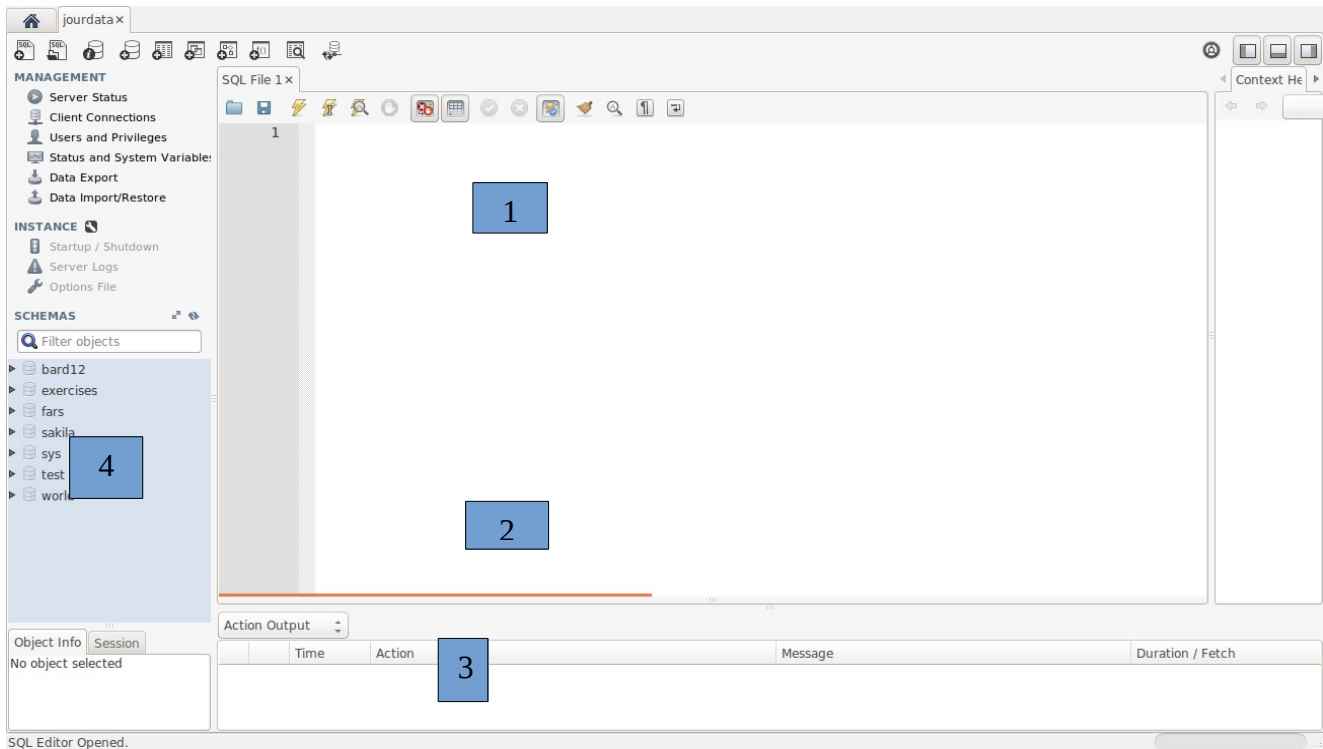 jourdata×
SQL File 1×
Context He
MANAGEMENT
Server Status
Client Connections
Users and Privileges
Status and System Variable
Data Export
Data Import/Restore
INSTANCE
Startup / Shutdown
Server Logs
Options File
SCHEMAS
Filter objects
bard12
exercises
fars
sakila
sys
test
world
4
Object Info Session
No object selected
1
1
2
Action Output
Time Action Message Duration / Fetch
3
SQL Editor Opened.